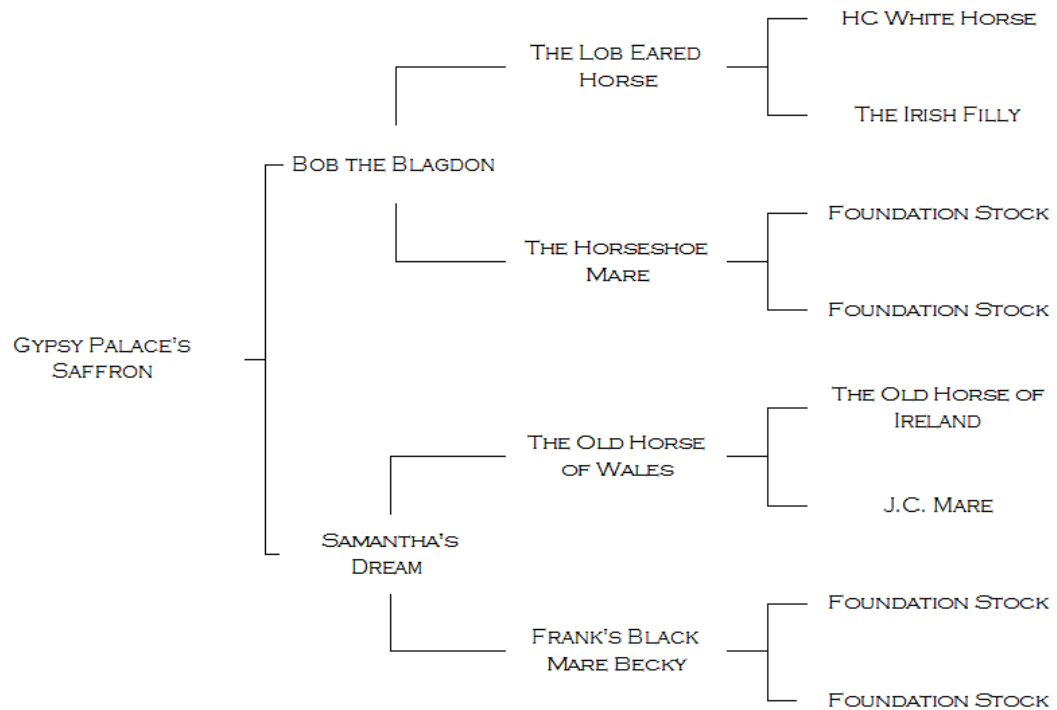 HC White Horse
The Lob Eared
Horse
The Irish Filly
Bob the Blagdon
Foundation Stock
The Horseshoe
Mare
Foundation Stock
Gypsy Palace's
Saffron
The Old Horse of
Ireland
The Old Horse
of Wales
J.C. Mare
Samantha's
Dream
Foundation Stock
Frank's Black
Mare Becky
Foundation Stock